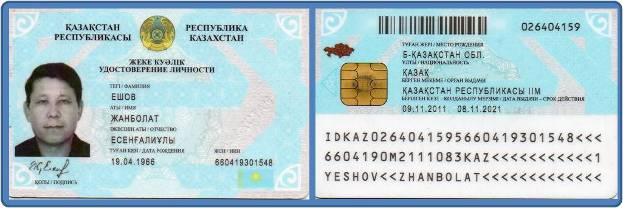 ҚАЗАҚСТАН РЕСПУБЛИКАСЫ
РЕСПУБЛИКА КАЗАХСТАН
ЖЕКЕ КУӘЛІК
УДОСТОВЕРЕНИЕ ЛИЧНОСТИ
ТЕГІ / ФАМИЛИЯ
ЕШОВ
АТЫ / ИМЯ
ЖАНБОЛАТ
ӘКЕСІНІҢ АТЫ / ОТЧЕСТВО
ЕСЕНҒАЛИҰЛЫ
ТУҒАН КҮНІ / ДАТА РОЖДЕНИЯ
19.04.1966 660419301548
ҚОЛЫ / ПОДПИСЬ
026404159
ТУҒАН ЖЕРІ / МЕСТО РОЖДЕНИЯ
Б-ҚАЗАҚСТАН ОБЛ.
ҰЛТЫ / НАЦИОНАЛЬНОСТЬ
ҚАЗАҚ
БЕРГЕН МЕКЕМЕ / ОРГАН ВЫДАЧИ
ҚАЗАҚСТАН РЕСПУБЛИКАСЫ ІІМ
БЕРІЛГЕН КҮНІ - ҚОЛДАНЫЛУ МЕРЗІМІ / ДАТА ВЫДАЧИ - СРОК ДЕЙСТВИЯ
09.11.2011 08.11.2021
IDKAZ0264041595660419301548<<<
6604190M2111083KAZ<<<<<<<<<<<1
YESHOV<<ZHANBOLAT<<<<<<<<<<<<<